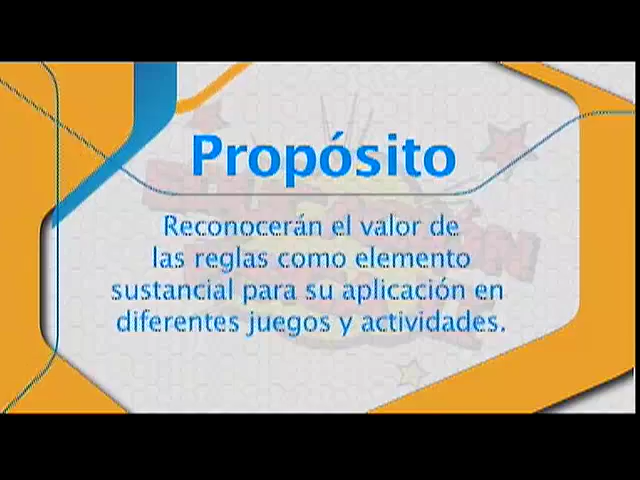 Propósito
Reconocerán el valor de
las reglas como elemento
sustancial para su aplicación en
diferentes juegos y actividades.